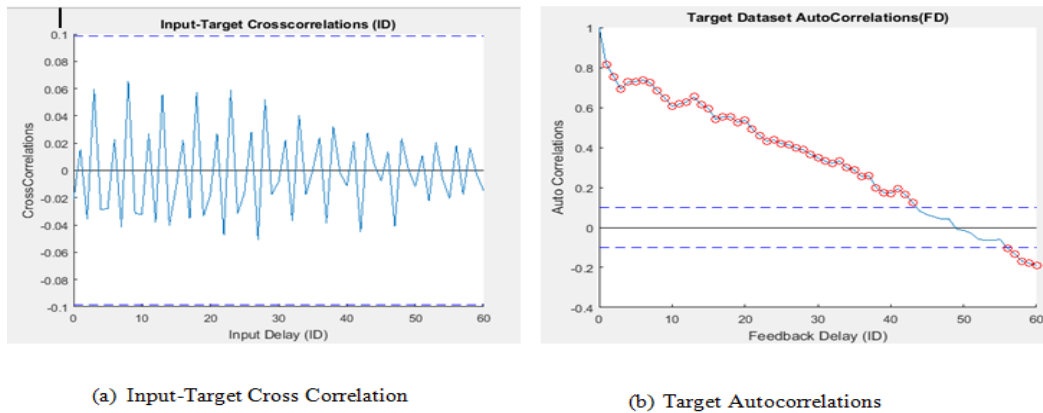 Input-Target Crosscorrelations (ID)
0.1
0.08
0.06
0.04
0.02
0
-0.02
-0.04
-0.06
-0.08
-0.1
CrossCorrelations
0 10 20 30 40 50 60
Input Delay (ID)
(a) Input-Target Cross Correlation
Target Dataset AutoCorrelations(FD)
1
0.8
0.6
0.4
0.2
0
-0.2
-0.4
Auto Correlations
0 10 20 30 40 50 60
Feedback Delay (ID)
(b) Target Autocorrelations